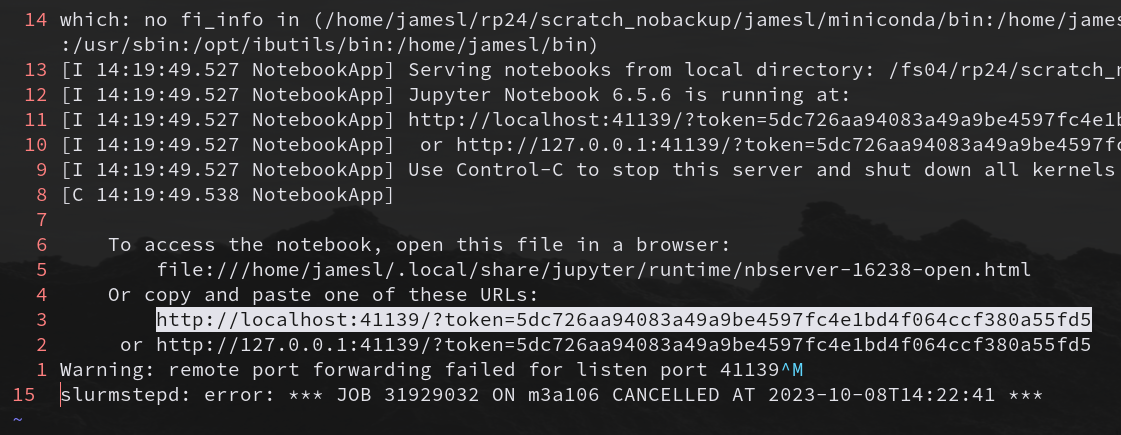 14 which: no fi_info in (/home/jamesl/rp24/scratch_nobackup/jamesl/miniconda/bin:/home/james
:/usr/sbin:/opt/ibutils/bin:/home/jamesl/bin)
13 [I 14:19:49.527 NotebookApp] Serving notebooks from local directory: /fs04/rp24/scratch_n
12 [I 14:19:49.527 NotebookApp] Jupyter Notebook 6.5.6 is running at:
11 [I 14:19:49.527 NotebookApp] http://localhost:41139/?token=5dc726aa94083a49a9be4597fc4e1b
10 [I 14:19:49.527 NotebookApp]  or http://127.0.0.1:41139/?token=5dc726aa94083a49a9be4597fc
9 [I 14:19:49.527 NotebookApp] Use Control-C to stop this server and shut down all kernels
8 [C 14:19:49.538 NotebookApp]
7
6     To access the notebook, open this file in a browser:
5         file:///home/jamesl/.local/share/jupyter/runtime/nbserver-16238-open.html
4     Or copy and paste one of these URLs:
3         http://localhost:41139/?token=5dc726aa94083a49a9be4597fc4e1bd4f064ccf380a55fd5
2      or http://127.0.0.1:41139/?token=5dc726aa94083a49a9be4597fc4e1bd4f064ccf380a55fd5
1 Warning: remote port forwarding failed for listen port 41139^M
15 slurmstepd: error: *** JOB 31929032 ON m3a106 CANCELLED AT 2023-10-08T14:22:41 ***
~